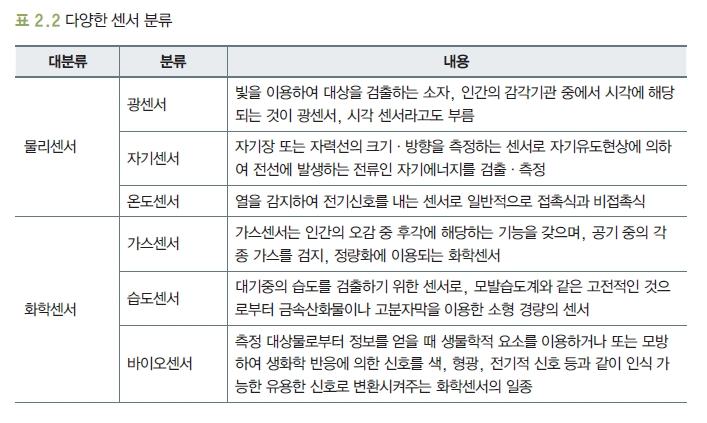 표 2.2 다양한 센서 분류
대분류 분류 내용
물리센서
광센서
빛을 이용하여 대상을 검출하는 소자, 인간의 감각기관 중에서 시각에 해당
되는 것이 광센서, 시각 센서라고도 부름
자기센서
자기장 또는 자력선의 크기·방향을 측정하는 센서로 자기유도현상에 의하
여 전선에 발생하는 전류인 자기에너지를 검출·측정
온도센서
열을 감지하여 전기신호를 내는 센서로 일반적으로 접촉식과 비접촉식
화학센서
가스센서
가스센서는 인간의 오감 중 후각에 해당하는 기능을 갖으며, 공기 중의 각
종 가스를 검지, 정량화에 이용되는 화학센서
습도센서
대기중의 습도를 검출하기 위한 센서로, 모발습도계와 같은 고전적인 것으
로부터 금속산화물이나 고분자막을 이용한 소형 경량의 센서
바이오센서
측정 대상물로부터 정보를 얻을 때 생물학적 요소를 이용하거나 또는 모방
하여 생화학 반응에 의한 신호를 색, 형광, 전기적 신호 등과 같이 인식 가
능한 유용한 신호로 변환시켜주는 화학센서의 일종